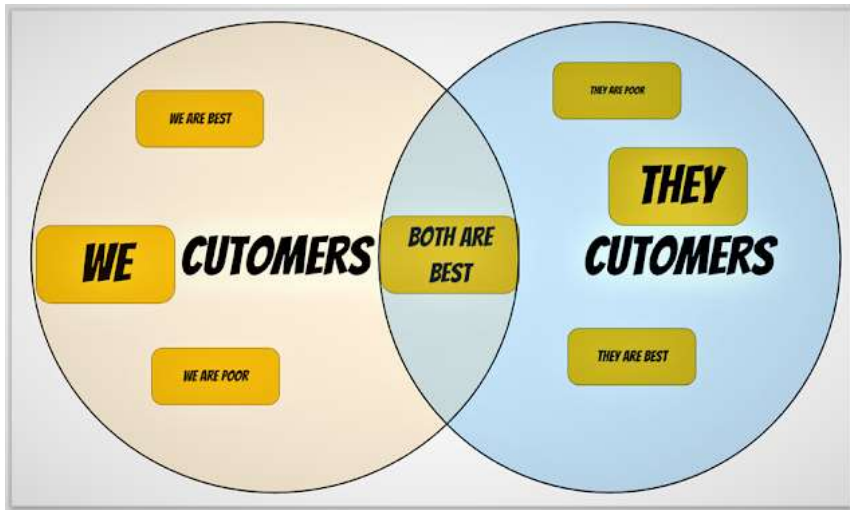 WE ARE BEST
WE
CUTOMERS
WE ARE POOR
BOTH ARE
BEST
THEY ARE POOR
THEY
CUTOMERS
THEY ARE BEST